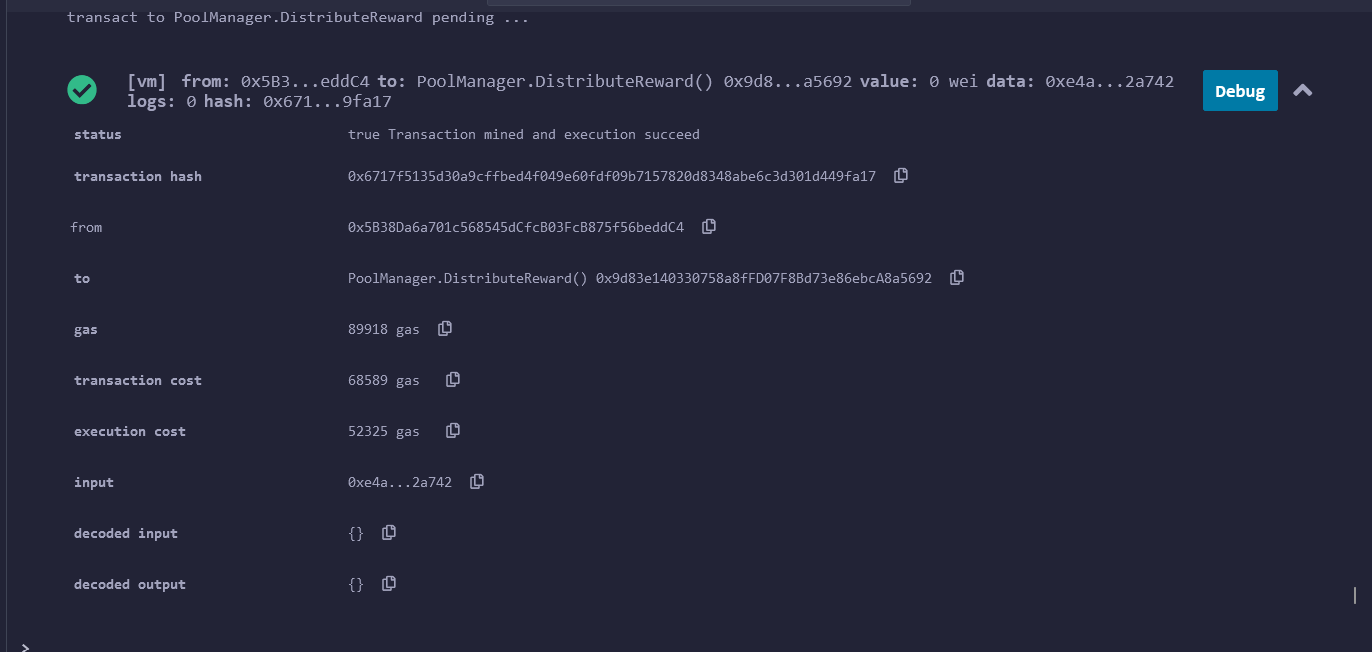 transact to PoolManager.DistributeReward pending ...
[vm] from: 0x5B3...eddC4 to: PoolManager.DistributeReward() 0x9d8...a5692 value: 0 wei data: 0xe4a...2a742
logs: 0 hash: 0x671...9fa17
Debug
status true Transaction mined and execution succeed
transaction hash 0x6717f5135d30a9cffbed4f049e60fdf09b7157820d8348abe6c3d301d449fa17
from 0x5B38Da6a701c568545dCfcB03FcB875f56beddC4
to PoolManager.DistributeReward() 0x9d83e140330758a8fFD07F8Bd73e86ebcA8a5692
gas 89918 gas
transaction cost 68589 gas
execution cost 52325 gas
input 0xe4a...2a742
decoded input {}
decoded output {}
>